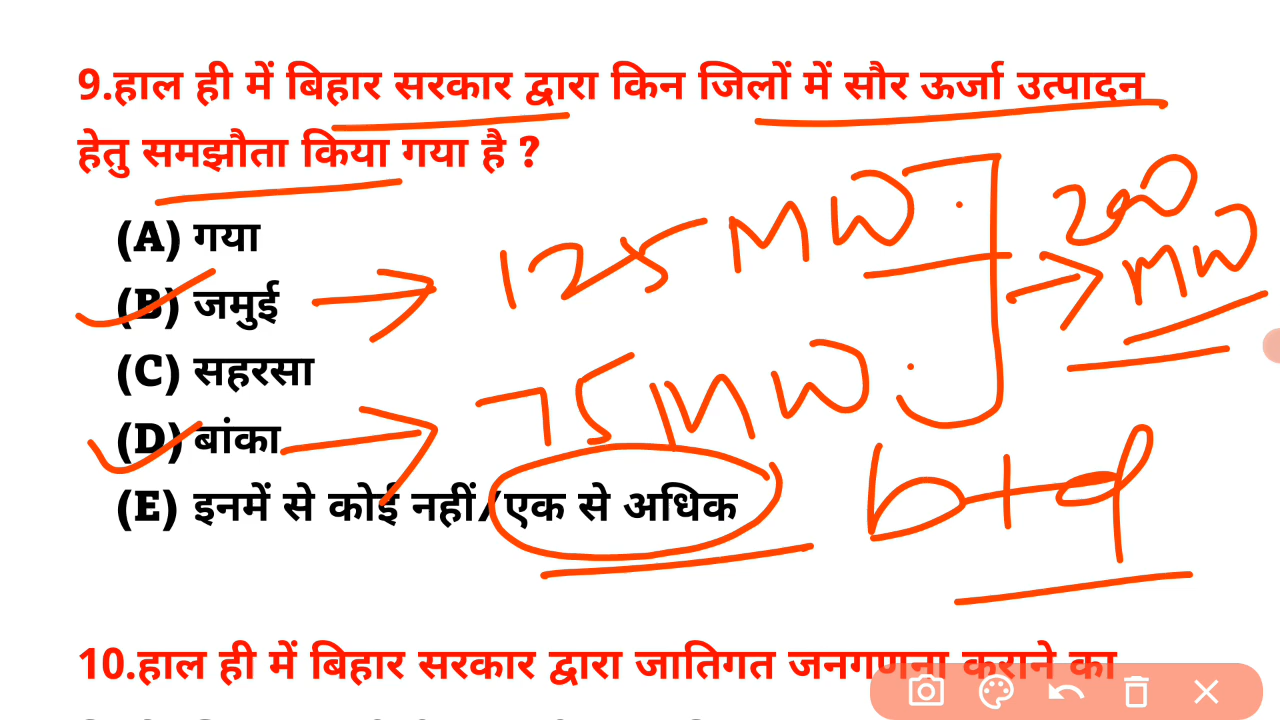 9.हाल ही में बिहार सरकार द्वारा किन जिलों में सौर ऊर्जा उत्पादन
हेतु समझौता किया गया है ?
(A) गया
(B) जमुई
(C) सहरसा
(D) बांका
(E) इनमें से कोई नहीं/एक से अधिक
125 MW
75 MW
200
MW
b+d
10.हाल ही में बिहार सरकार द्वारा जातिगत जनगणना कराने का